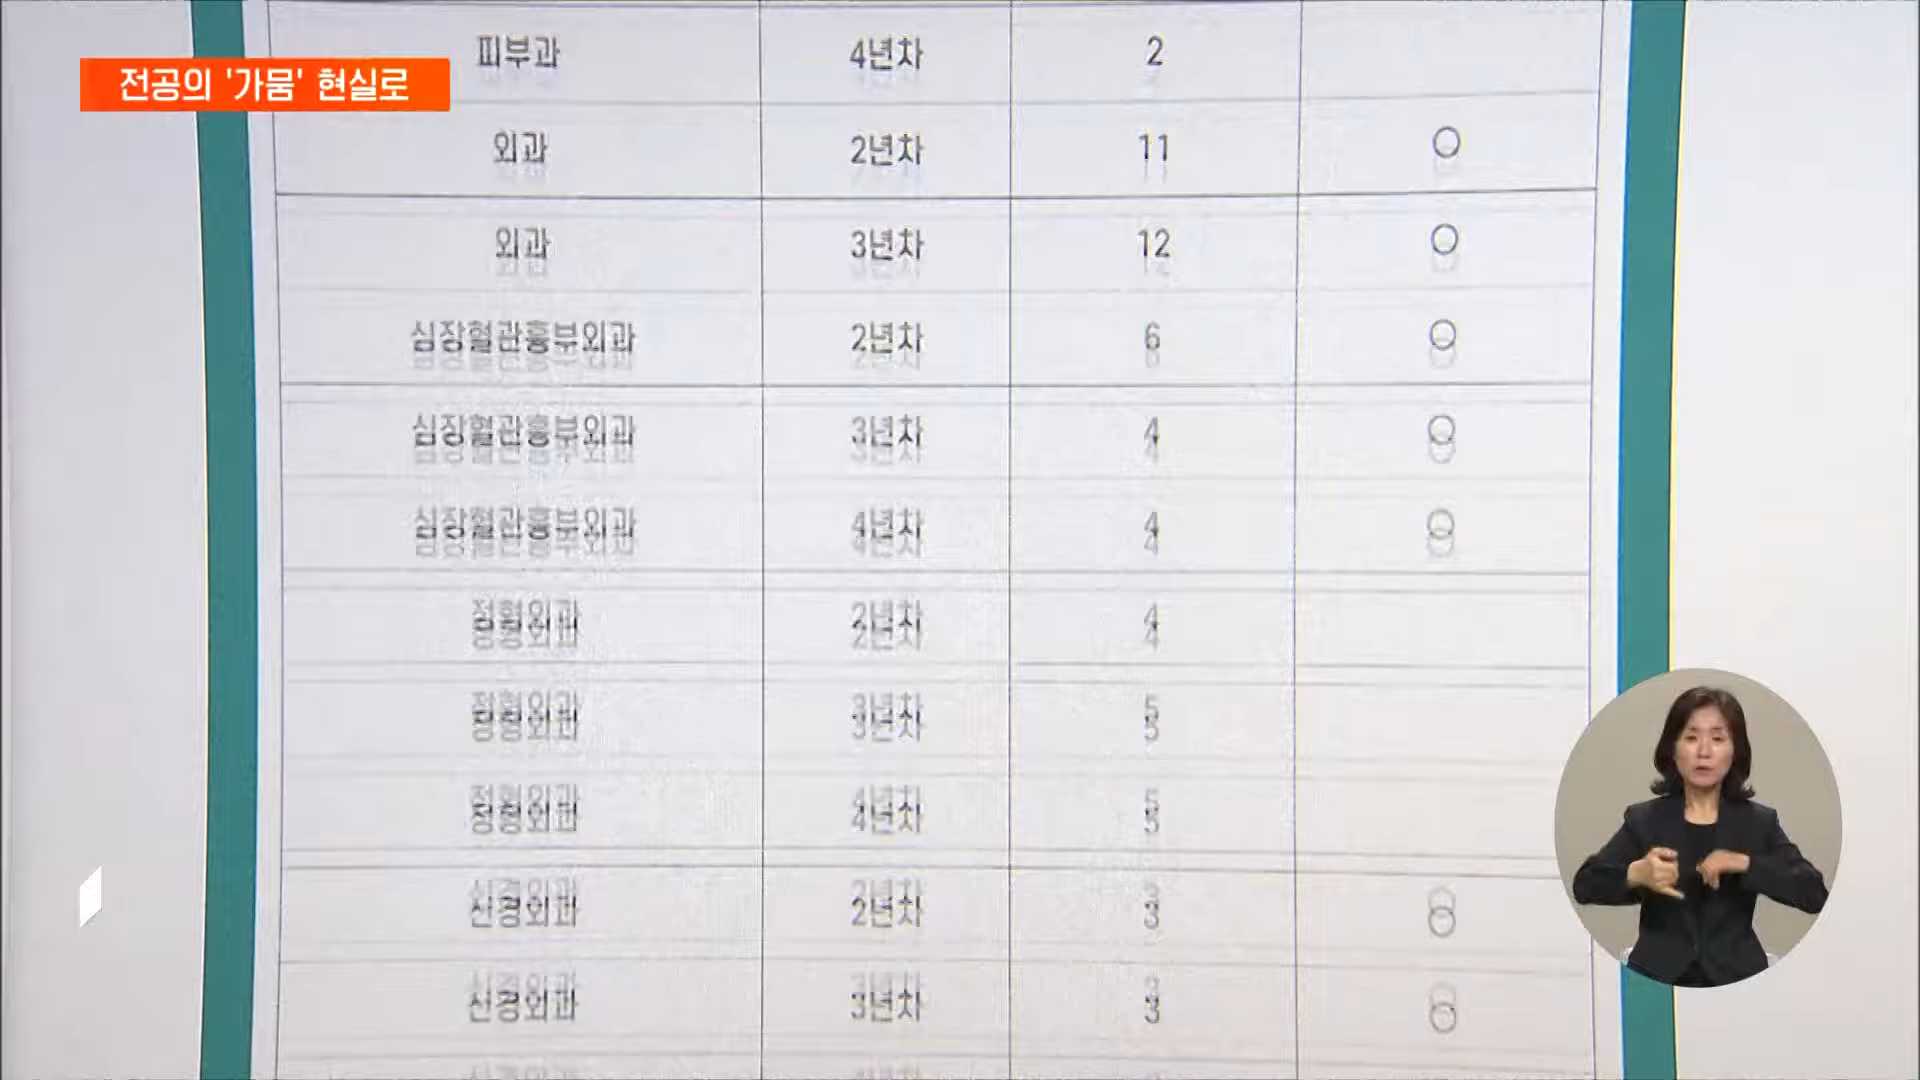 전공의 '가뭄' 현실로
피부과 4년차 2
외과 2년차 11 ○
외과 3년차 12 ○
심장혈관흉부외과 2년차 6 ○
심장혈관흉부외과 3년차 4 ○
심장혈관흉부외과 4년차 4 ○
정형외과 2년차 4
정형외과 3년차 5
정형외과 4년차 5
신경외과 2년차 3 ○
신경외과 3년차 3 ○
신경외과